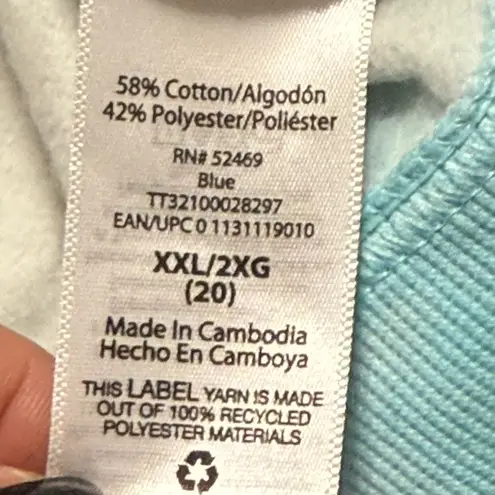 58% Cotton/Algodón
42% Polyester/Poliéster
RN# 52469
Blue
TT32100028297
EAN/UPC 0 1131119010
XXL/2XG
(20)
Made In Cambodia
Hecho En Camboya
THIS LABEL YARN IS MADE
OUT OF 100% RECYCLED
POLYESTER MATERIALS